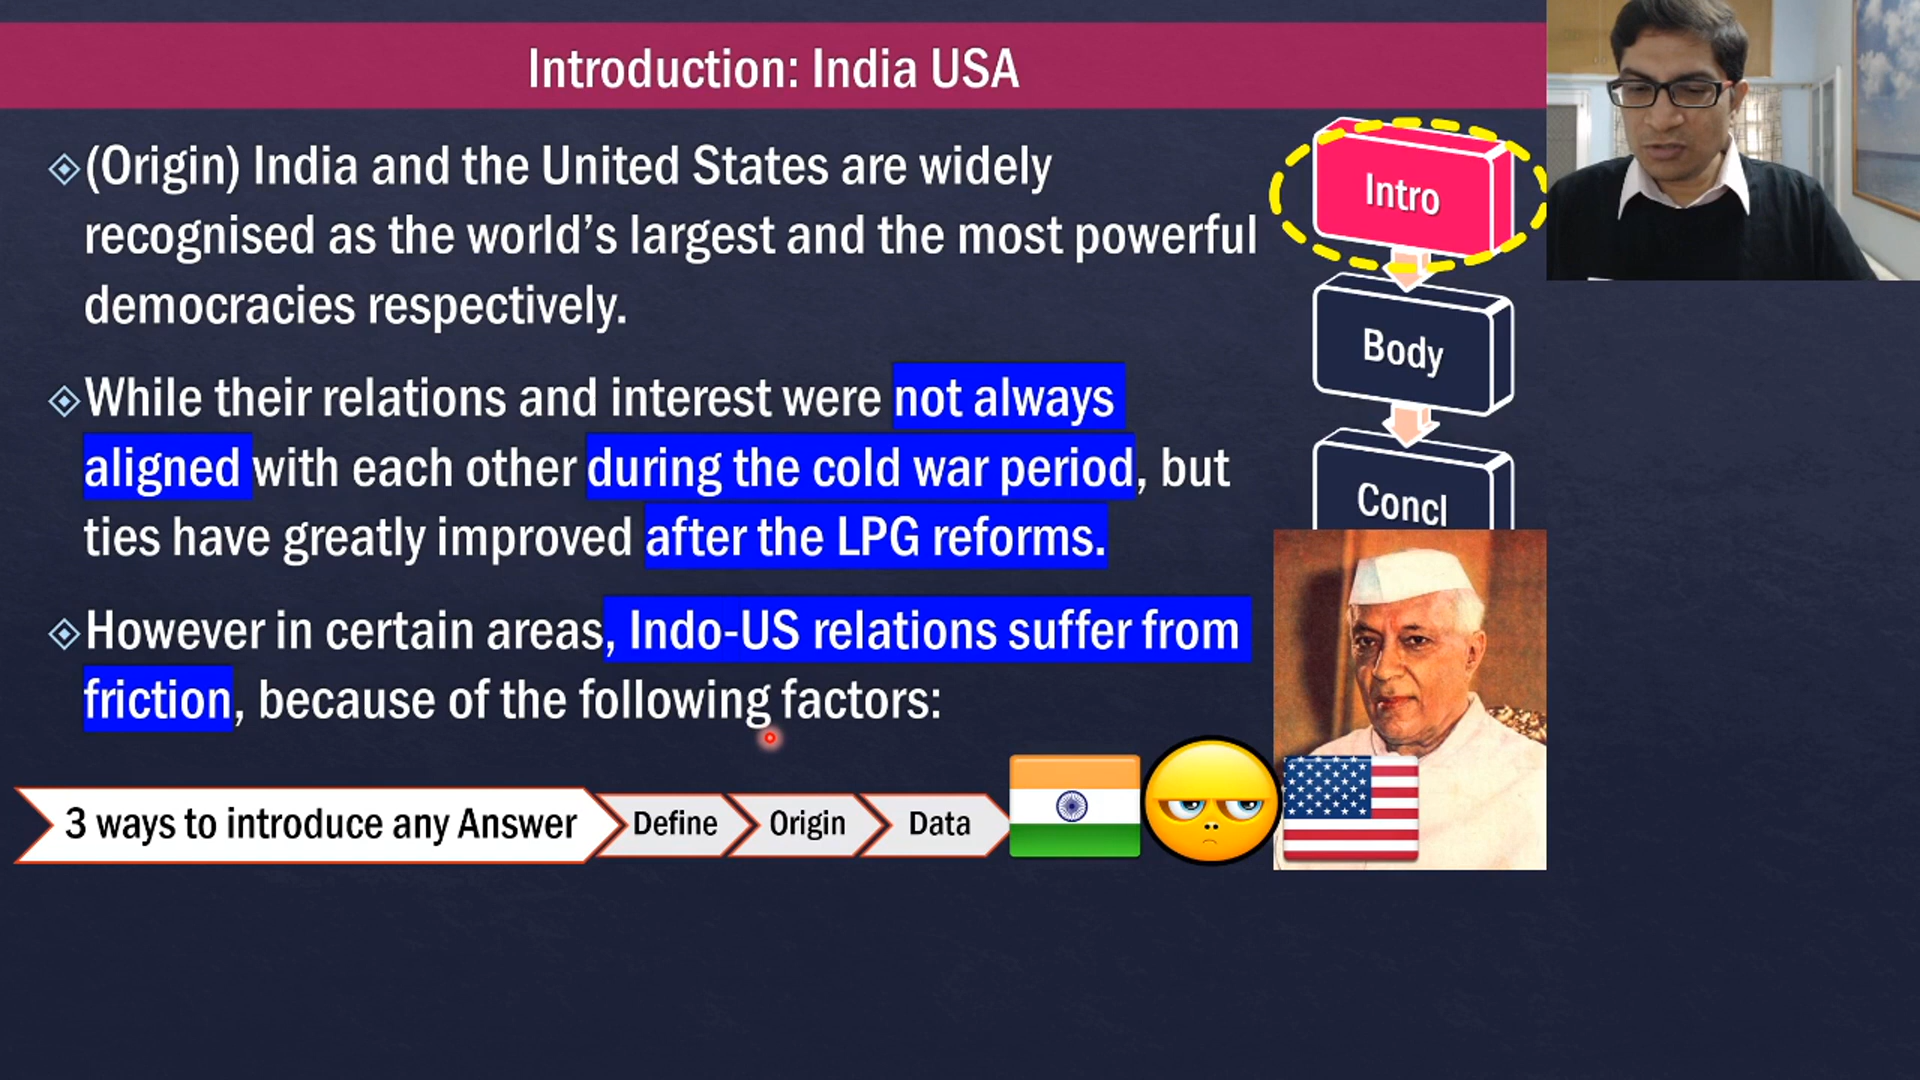 Introduction: India USA
(Origin) India and the United States are widely
recognised as the world’s largest and the most powerful
democracies respectively.
While their relations and interest were not always
aligned with each other during the cold war period, but
ties have greatly improved after the LPG reforms.
However in certain areas, Indo-US relations suffer from
friction, because of the following factors:
3 ways to introduce any Answer
Define
Origin
Data
Intro
Body
Concl